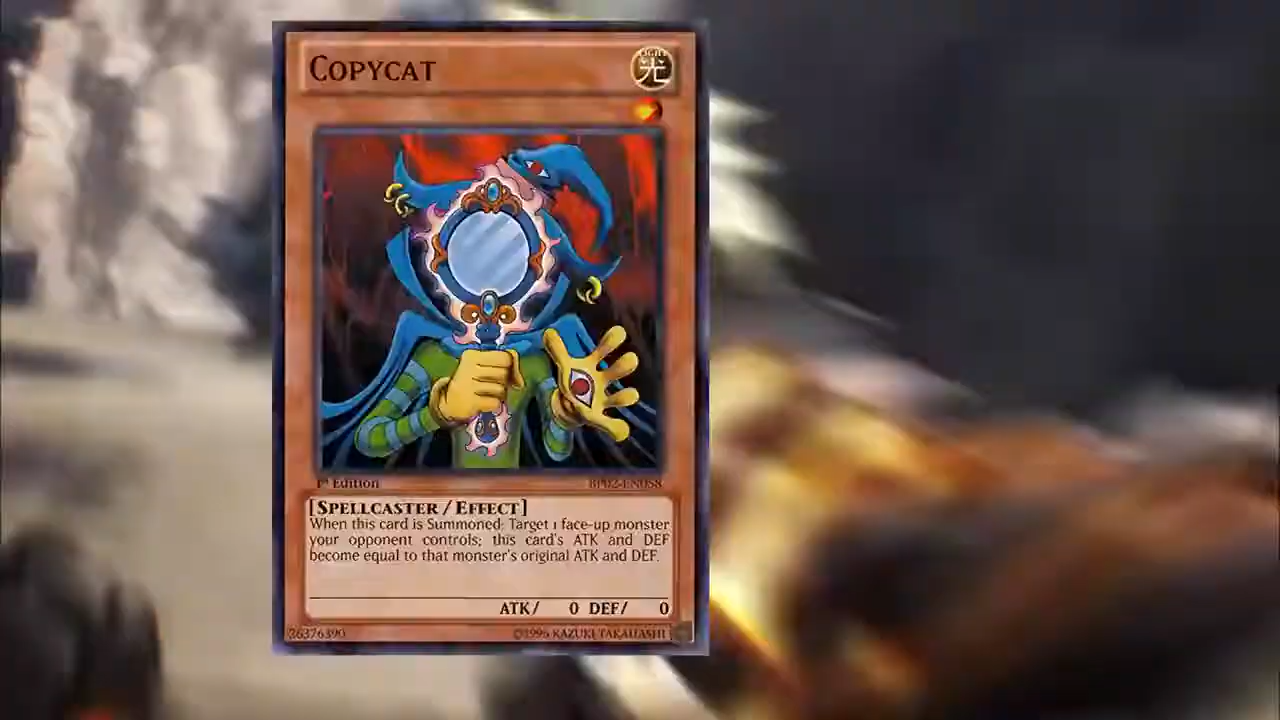 COPYCAT
LIGHT
光
1st Edition
BP02-EN058
[SPELLCASTER / EFFECT]
When this card is Summoned: Target 1 face-up monster
your opponent controls; this card's ATK and DEF
become equal to that monster's original ATK and DEF.
ATK/ 0 DEF/ 0
26376390
©1996 KAZUKI TAKAHASHI